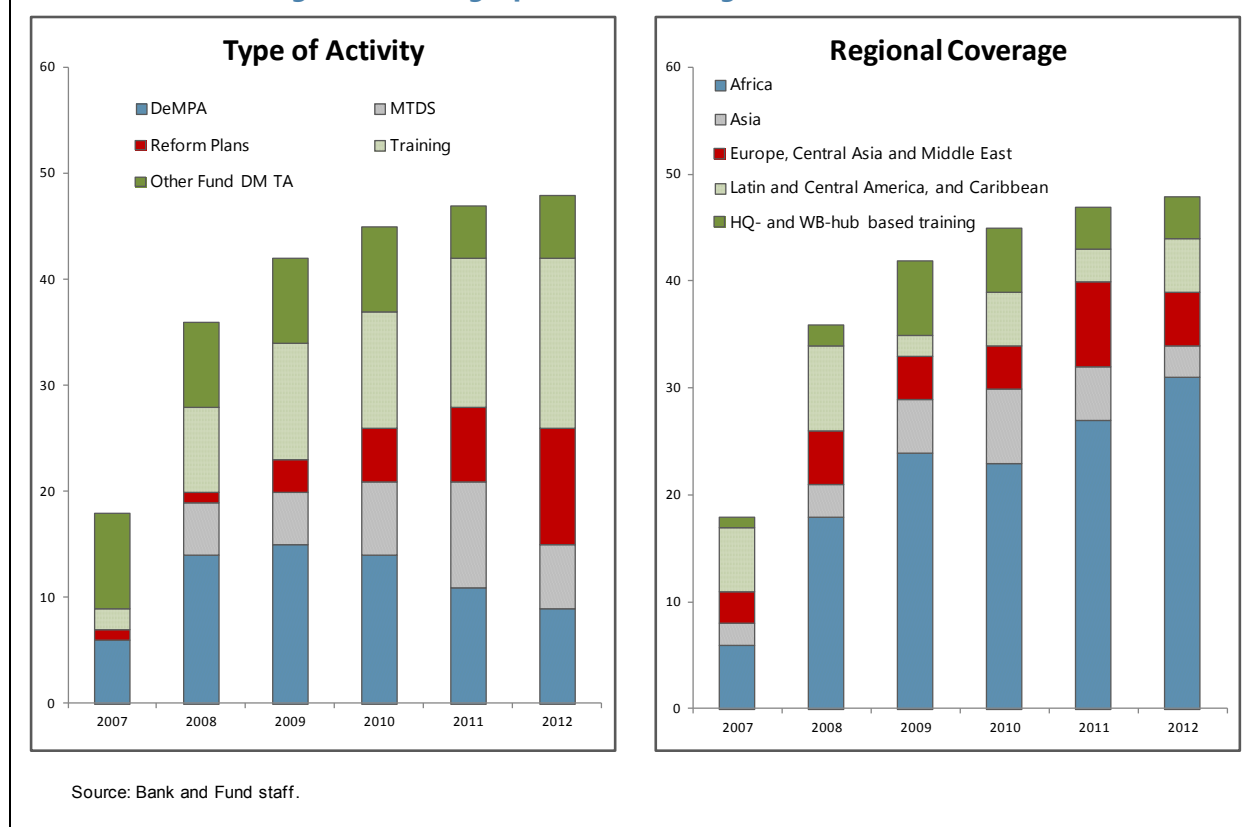 Type of Activity
60
50
40
30
20
10
0
DeMPA
MTDS
Reform Plans
Training
Other Fund DM TA
2007 2008 2009 2010 2011 2012
Regional Coverage
60
50
40
30
20
10
0
Africa
Asia
Europe, Central Asia and Middle East
Latin and Central America, and Caribbean
HQ- and WB-hub based training
2007 2008 2009 2010 2011 2012
Source: Bank and Fund staff.